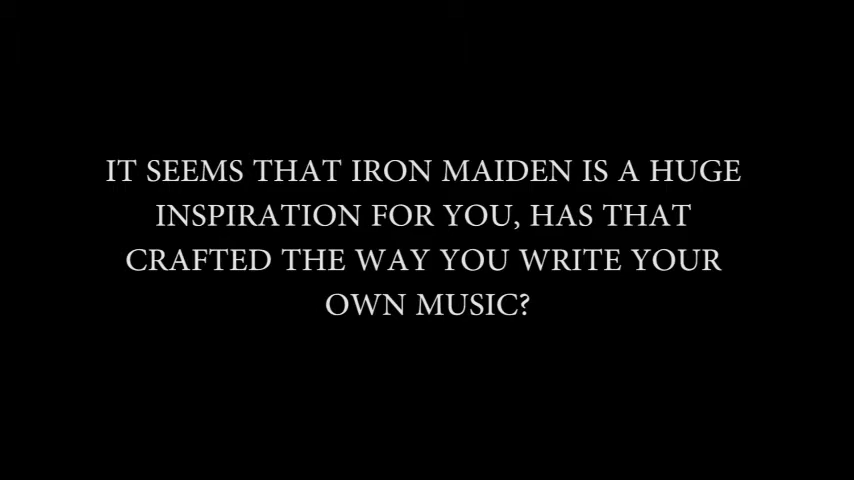 IT SEEMS THAT IRON MAIDEN IS A HUGE
INSPIRATION FOR YOU, HAS THAT
CRAFTED THE WAY YOU WRITE YOUR
OWN MUSIC?